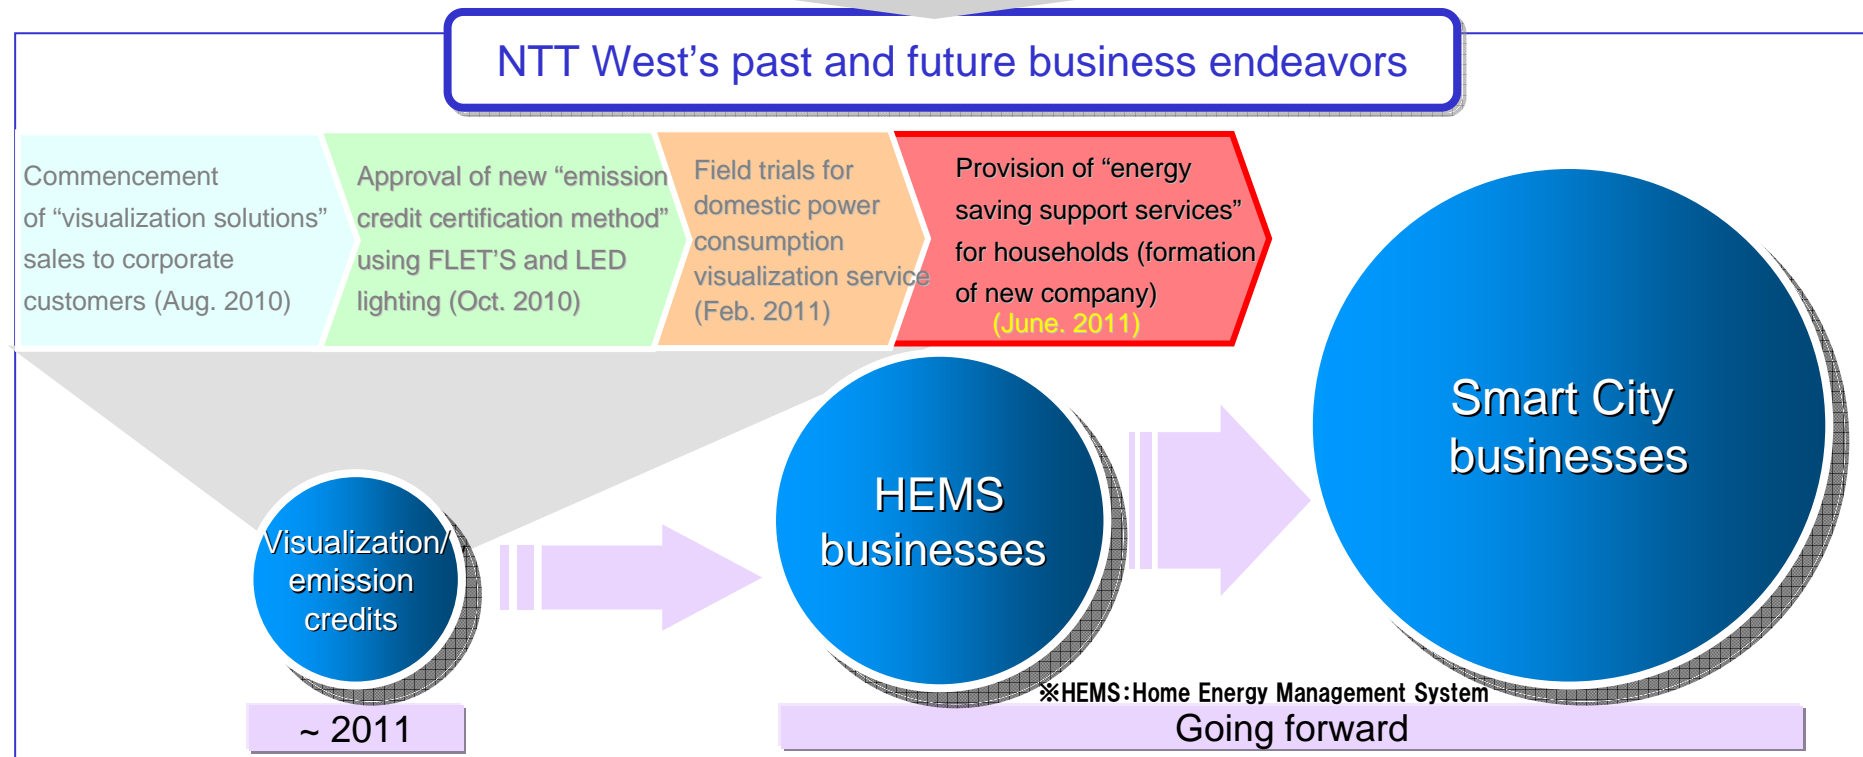 NTT West’s past and future business endeavors
Commencement
of “visualization solutions”
sales to corporate
customers (Aug. 2010)
Approval of new “emission
credit certification method”
using FLET’S and LED
lighting (Oct. 2010)
Field trials for
domestic power
consumption
visualization service
(Feb. 2011)
Provision of “energy
saving support services”
for households (formation
of new company)
(June. 2011)
Visualization/
emission
credits
HEMS
businesses
Smart City
businesses
※HEMS:Home Energy Management System
~ 2011
Going forward